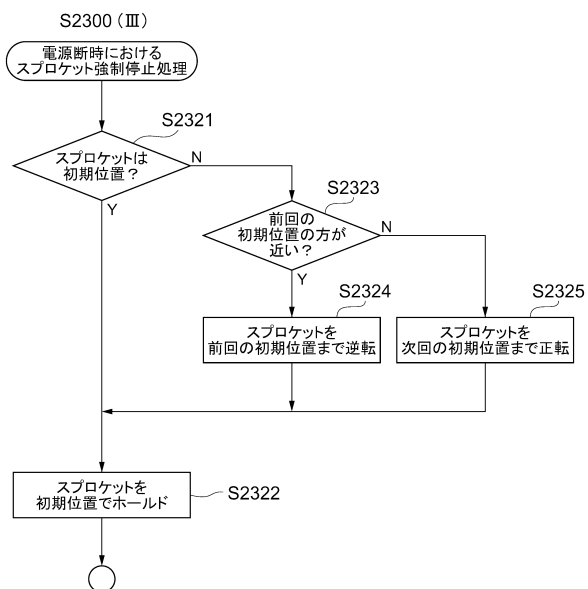 S2300 (Ⅲ)
電源断時における
スプロケット強制停止処理
S2321
スプロケットは
初期位置？
N
Y
S2323
前回の
初期位置の方が
近い？
N
Y
S2324
スプロケットを
前回の初期位置まで逆転
S2325
スプロケットを
次回の初期位置まで正転
スプロケットを
初期位置でホールド
S2322